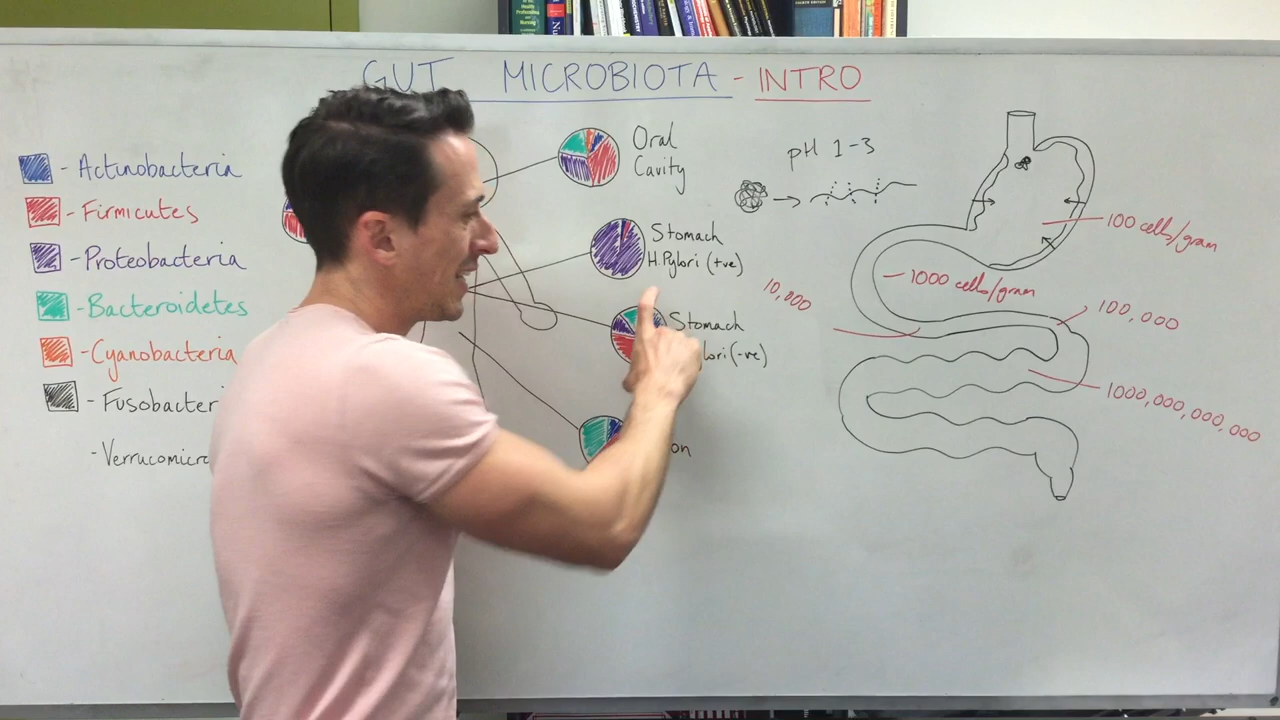 GUT MICROBIOTA - INTRO
- Actinobacteria
- Firmicutes
- Proteobacteria
- Bacteroidetes
- Cyanobacteria
- Fusobacter
- Verrucomicr
Oral
Cavity
Stomach
H.Pylori (+ve)
Stomach
lori (-ve)
on
pH 1-3
100 cells/gram
1000 cells/gram
10,000
100,000
1000,000,000,000